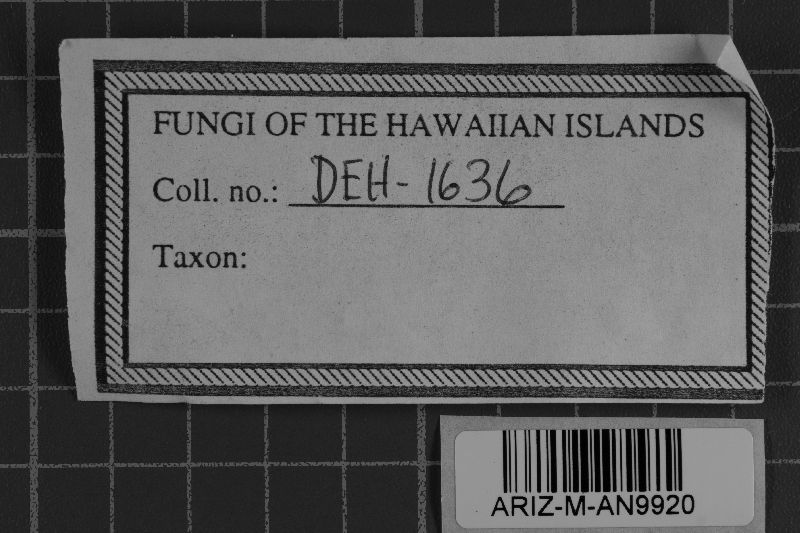 FUNGI OF THE HAWAIIAN ISLANDS
Coll. no.: DEH-1636
Taxon:
ARIZ-M-AN9920